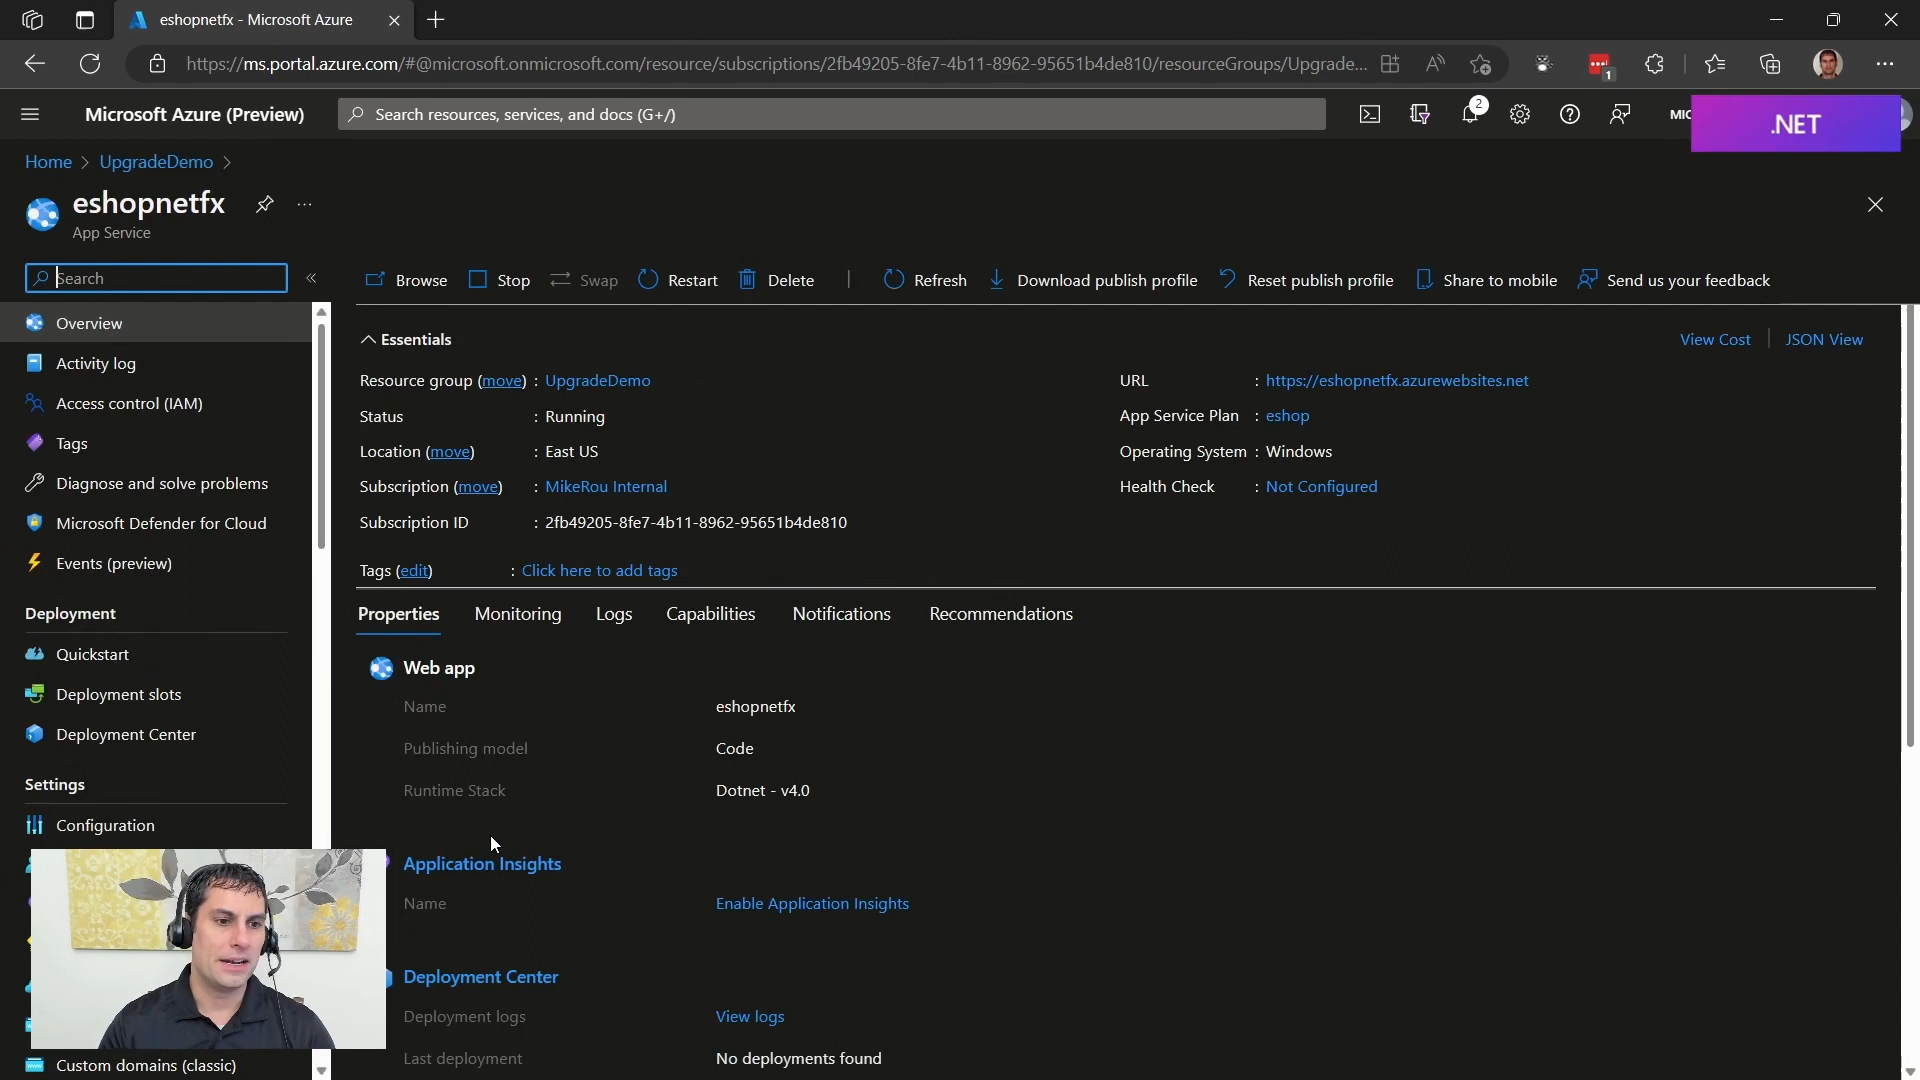 eshopnetfx - Microsoft Azure
https://ms.portal.azure.com/#@microsoft.onmicrosoft.com/resource/subscriptions/2fb49205-8fe7-4b11-8962-95651b4de810/resourceGroups/Upgrade...
1
Microsoft Azure (Preview)
Search resources, services, and docs (G+/)
2
MIC
.NET
Home > UpgradeDemo >
eshopnetfx
...
App Service
Search
«
Browse Stop Swap Restart Delete Refresh Download publish profile Reset publish profile Share to mobile Send us your feedback
Overview
Activity log
Access control (IAM)
Tags
Diagnose and solve problems
Microsoft Defender for Cloud
Events (preview)
Deployment
Quickstart
Deployment slots
Deployment Center
Settings
Configuration
Custom domains (classic)
Essentials
View Cost JSON View
Resource group (move) : UpgradeDemo
Status : Running
Location (move) : East US
Subscription (move) : MikeRou Internal
Subscription ID : 2fb49205-8fe7-4b11-8962-95651b4de810
URL : https://eshopnetfx.azurewebsites.net
App Service Plan : eshop
Operating System : Windows
Health Check : Not Configured
Tags (edit) : Click here to add tags
Properties Monitoring Logs Capabilities Notifications Recommendations
Web app
Name eshopnetfx
Publishing model Code
Runtime Stack Dotnet - v4.0
Application Insights
Name Enable Application Insights
Deployment Center
Deployment logs View logs
Last deployment No deployments found